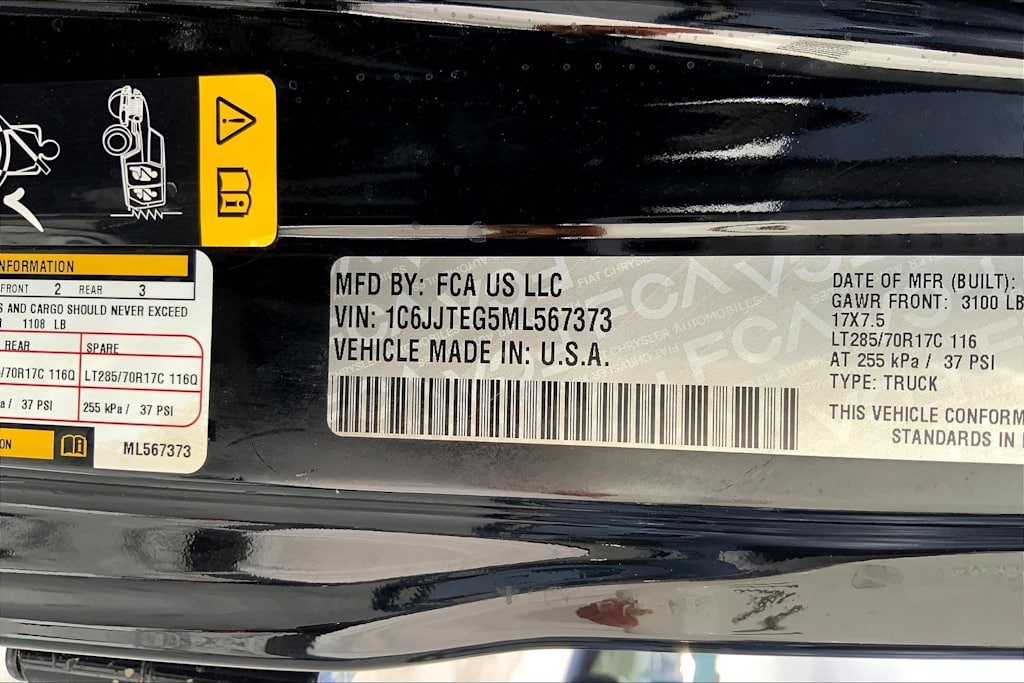 NFORMATION
FRONT 2 REAR 3
S AND CARGO SHOULD NEVER EXCEED
1108 LB
REAR SPARE
/70R17C 116Q LT285/70R17C 116Q
a / 37 PSI 255 kPa / 37 PSI
ON
ML567373
MFD BY: FCA US LLC
VIN: 1C6JJTEG5ML567373
VEHICLE MADE IN: U.S.A.
DATE OF MFR (BUILT):
GAWR FRONT: 3100 LB
17X7.5
LT285/70R17C 116
AT 255 kPa / 37 PSI
TYPE: TRUCK
THIS VEHICLE CONFORM
STANDARDS IN